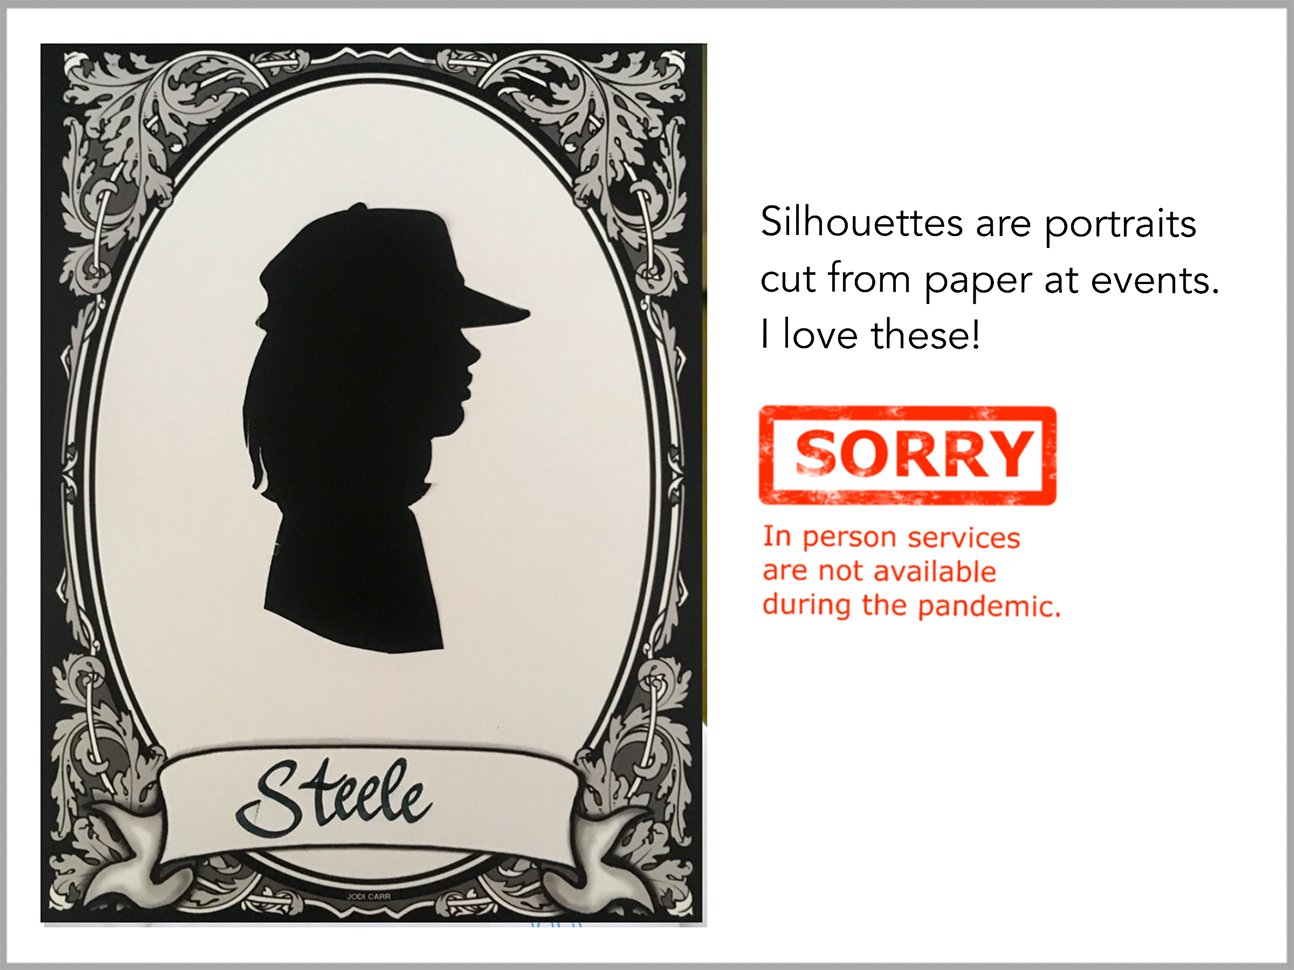 Silhouettes are portraits
cut from paper at events.
I love these!
SORRY
In person services
are not available
during the pandemic.
Steele
JODI CARR